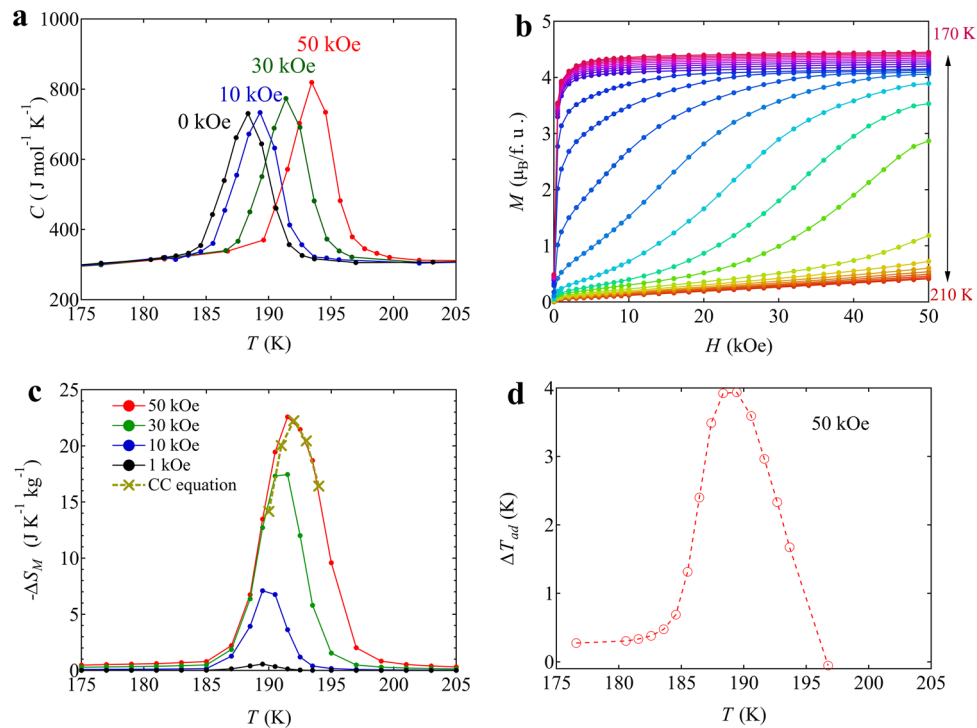 a
1000
800
600
400
200
C ( J mol⁻¹ K⁻¹)
50 kOe
30 kOe
10 kOe
0 kOe
175 180 185 190 195 200 205
T (K)
b
5
4
3
2
1
0
M (μB/f. u. )
170 K
210 K
0 10 20 30 40 50
H (kOe)
c
25
20
15
10
5
0
-ΔSM (J K⁻¹ kg⁻¹)
50 kOe
30 kOe
10 kOe
1 kOe
CC equation
175 180 185 190 195 200 205
T (K)
d
4
3
2
1
0
ΔTad (K)
50 kOe
175 180 185 190 195 200 205
T (K)